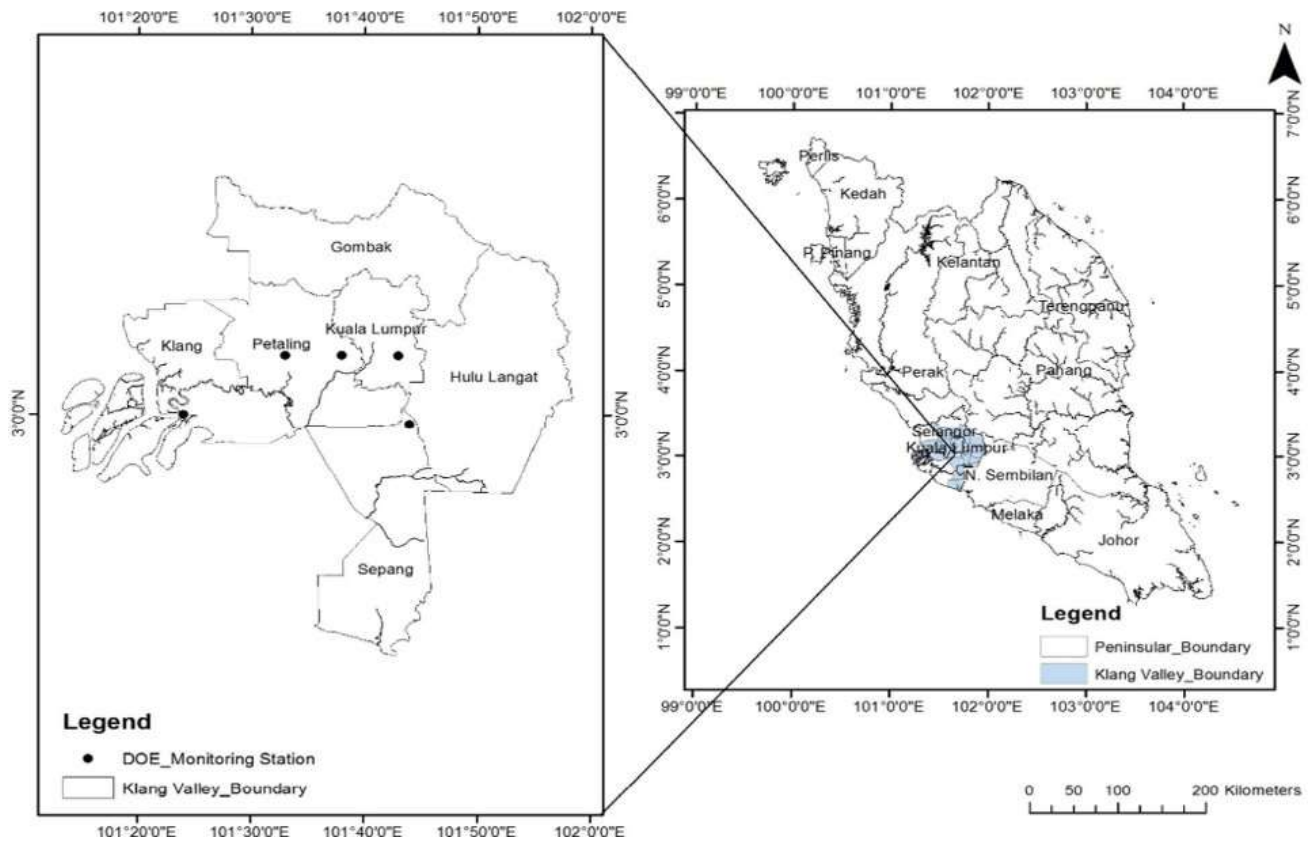 101°20'0"E 101°30'0"E 101°40'0"E 101°50'0"E 102°0'0"E
Gombak
Kuala Lumpur
Klang
Petaling
Hulu Langat
3°0'0"N
3°0'0"N
Sepang
Legend
DOE_Monitoring Station
Klang Valley_Boundary
101°20'0"E 101°30'0"E 101°40'0"E 101°50'0"E 102°0'0"E
N
99°0'0"E 100°0'0"E 101°0'0"E 102°0'0"E 103°0'0"E 104°0'0"E
7°0'0"N
6°0'0"N
6°0'0"N
5°0'0"N
5°0'0"N
4°0'0"N
4°0'0"N
3°0'0"N
3°0'0"N
2°0'0"N
2°0'0"N
1°0'0"N
1°0'0"N
Perlis
Kedah
P. Pinang
Kelantan
Terengganu
Perak
Pahang
Selangor
Kuala Lumpur
N. Sembilan
Melaka
Johor
Legend
Peninsular_Boundary
Klang Valley_Boundary
99°0'0"E 100°0'0"E 101°0'0"E 102°0'0"E 103°0'0"E 104°0'0"E
0 50 100 200 Kilometers